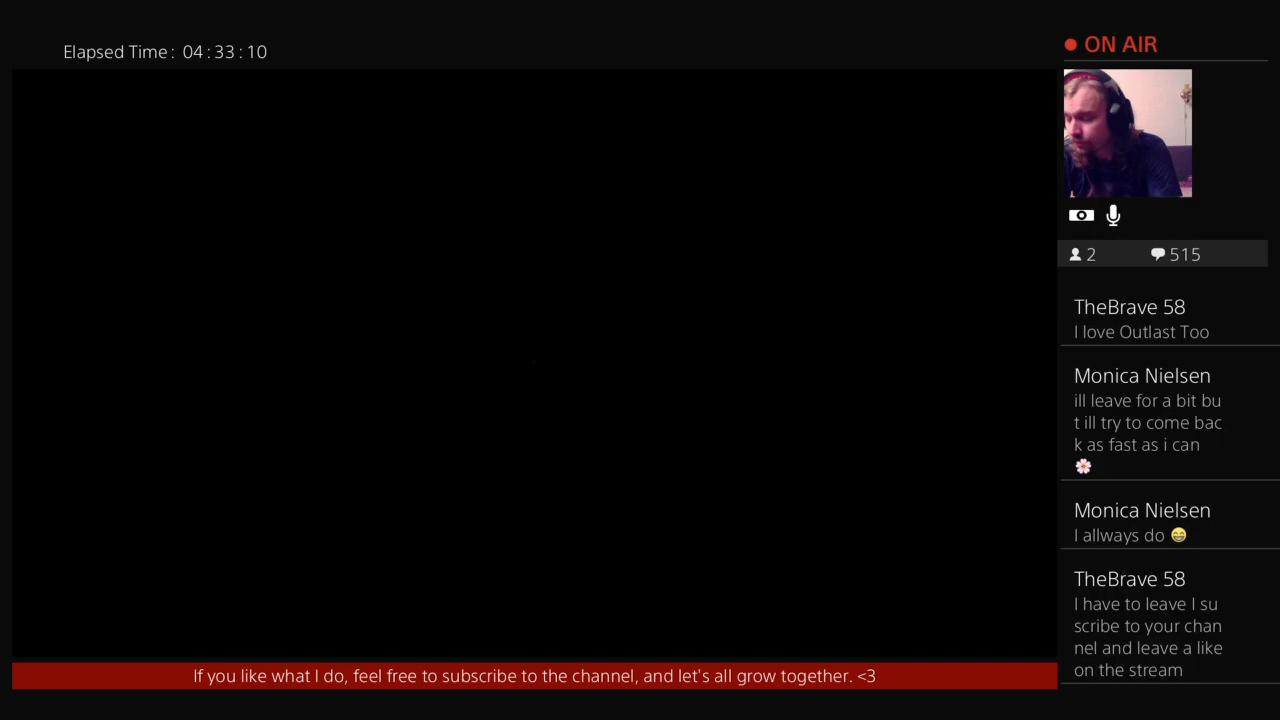 Elapsed Time: 04:33:10
ON AIR
2 515
TheBrave 58
I love Outlast Too
Monica Nielsen
ill leave for a bit bu
t ill try to come bac
k as fast as i can
🌸
Monica Nielsen
I allways do 😁
TheBrave 58
I have to leave I su
scribe to your chan
nel and leave a like
on the stream
If you like what I do, feel free to subscribe to the channel, and let's all grow together. <3